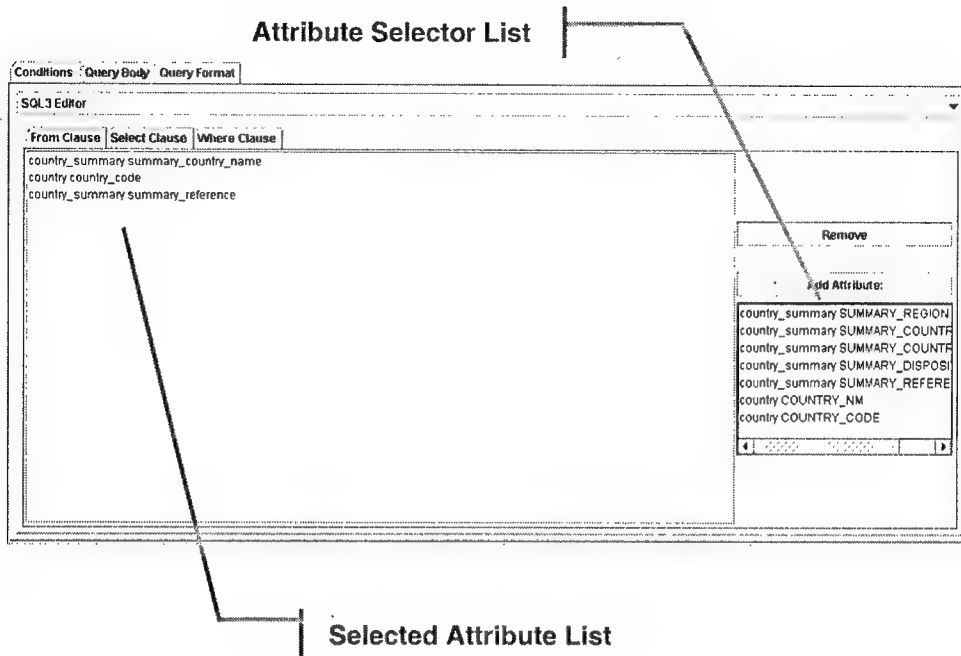 Attribute Selector List
Conditions Query Body Query Format
SQL3 Editor
From Clause Select Clause Where Clause
country_summary summary_country_name
country country_code
country_summary summary_reference
Remove
Add Attribute:
country_summary SUMMARY_REGION
country_summary SUMMARY_COUNTR
country_summary SUMMARY_COUNTR
country_summary SUMMARY_DISPOSI
country_summary SUMMARY_REFERE
country COUNTRY_NM
country COUNTRY_CODE
Selected Attribute List